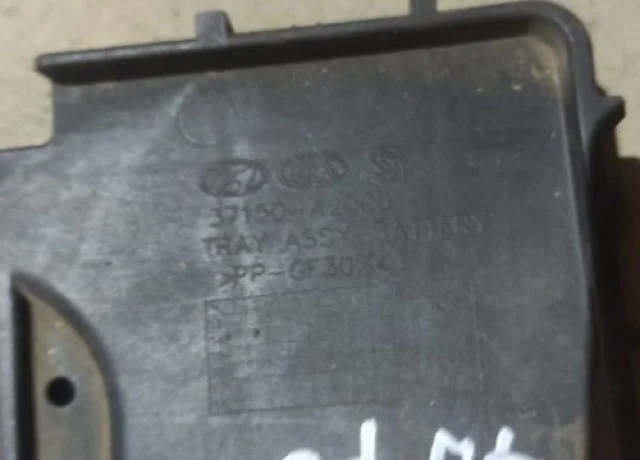 37150-A2000
TRAY ASSY BATTERY
>PP-GF30%<